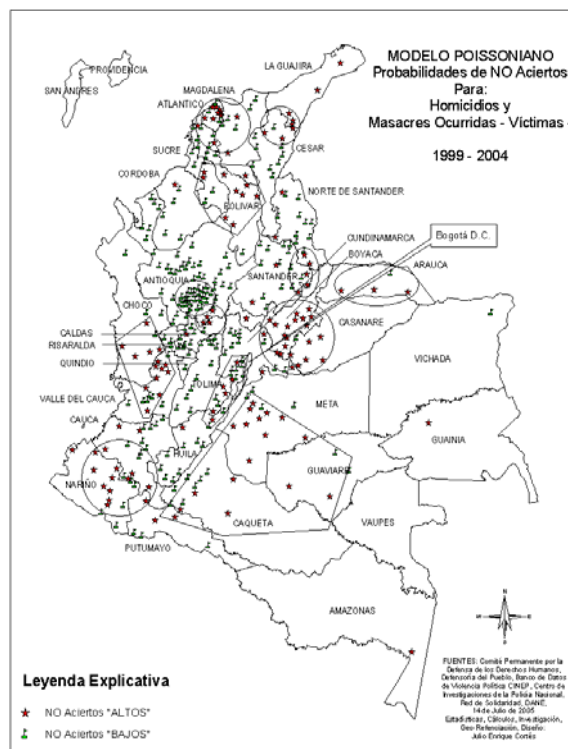 MODELO POISSONIANO
Probabilidades de NO Aciertos
Para:
Homicidios y
Masacres Ocurridas - Víctimas -
1999 - 2004
LA GUAJIRA
PROVIDENCIA
SAN ANDRES
MAGDALENA
ATLANTICO
SUCRE
CESAR
CORDOBA
NORTE DE SANTANDER
BOLIVAR
CUNDINAMARCA
Bogotá D.C.
BOYACA
ARAUCA
SANTANDER
ANTIOQUIA
CHOCO
CASANARE
CALDAS
RISARALDA
VICHADA
QUINDIO
TOLIMA
VALLE DEL CAUCA
META
CAUCA
GUAINIA
HUILA
GUAVIARE
NARIÑO
CAQUETA
VAUPES
PUTUMAYO
AMAZONAS
N
W
E
S
FUENTES: Comité Permanente por la
Defensa de los Derechos Humanos,
Defensoría del Pueblo, Banco de Datos
de Violencia Política CINEP, Centro de
Investigaciones de la Policía Nacional,
Red de Solidaridad, DANE,
14 de Julio de 2005
Estadísticas, Cálculos, Investigación,
Geo Referenciación, Diseño:
Julio Enrique Cortés
Leyenda Explicativa
NO Aciertos "ALTOS"
NO Aciertos "BAJOS"